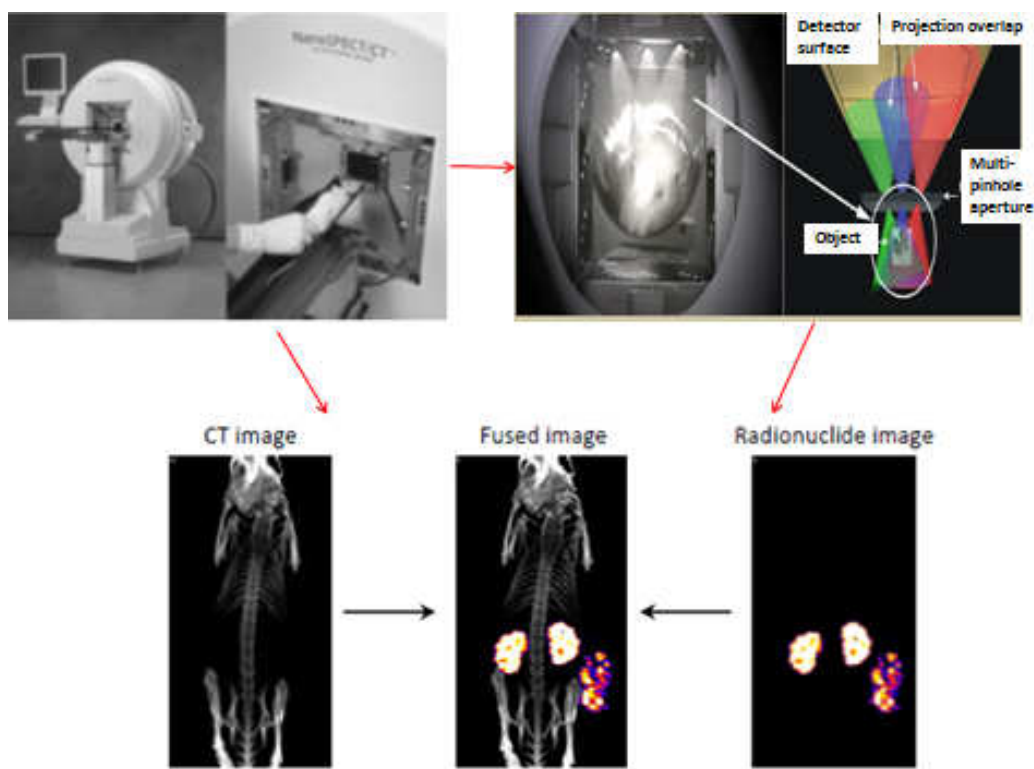 NanoSPECT/CT
Detector
surface
Projection overlap
Multi-
pinhole
aperture
Object
CT image
Fused image
Radionuclide image